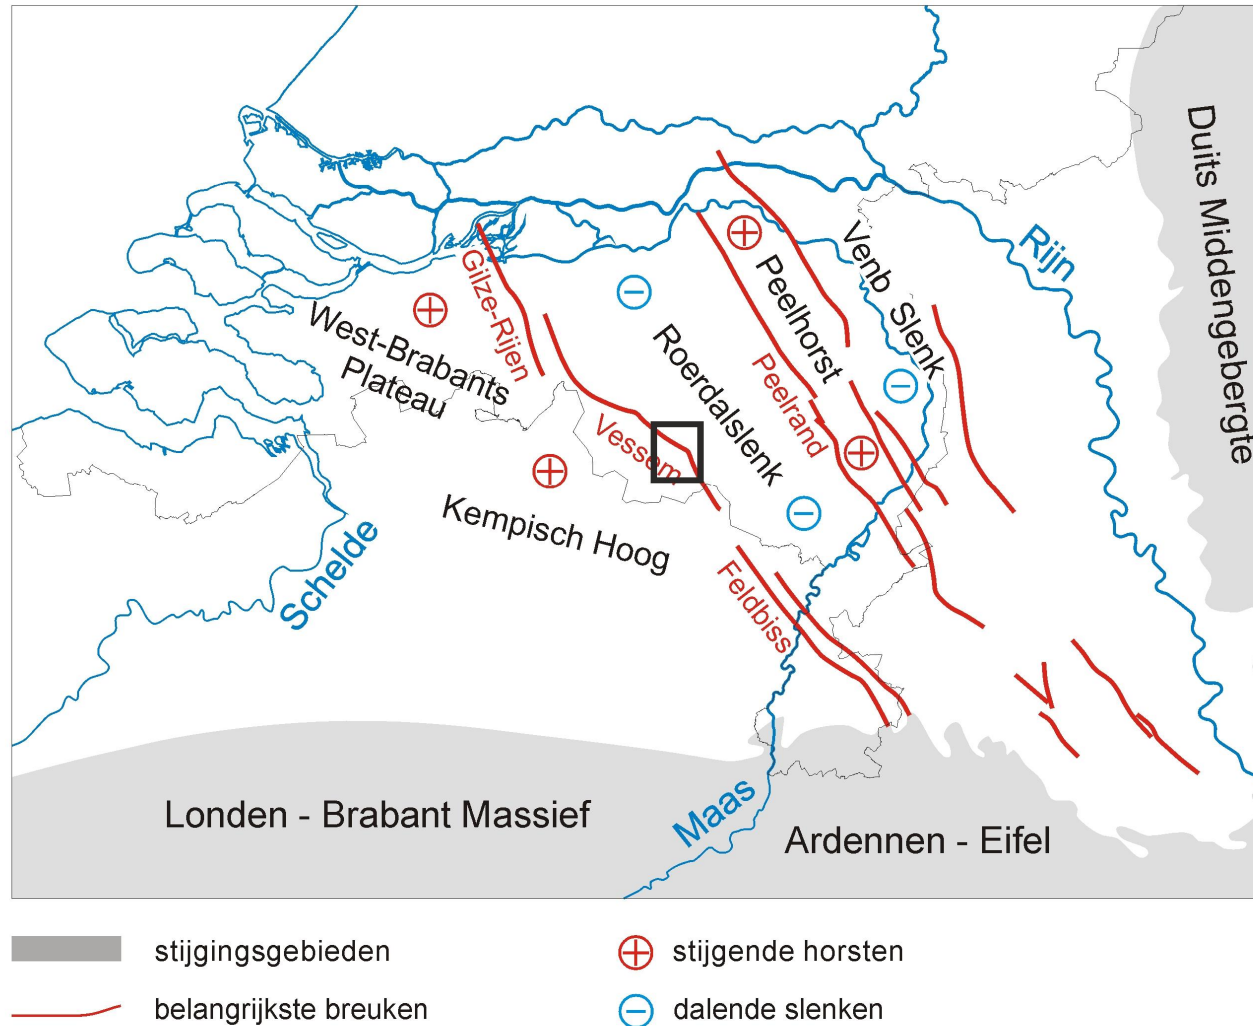 Duits Middengebergte
Rijn
Venb Slenk
Peelhorst
Gilze-Rijen
West-Brabants
Plateau
Roerdalslenk
Peelrand
Vessem
Kempisch Hoog
Schelde
Feldbiss
Maas
Londen - Brabant Massief
Ardennen - Eifel
stijgingsgebieden
stijgende horsten
belangrijkste breuken
dalende slenken